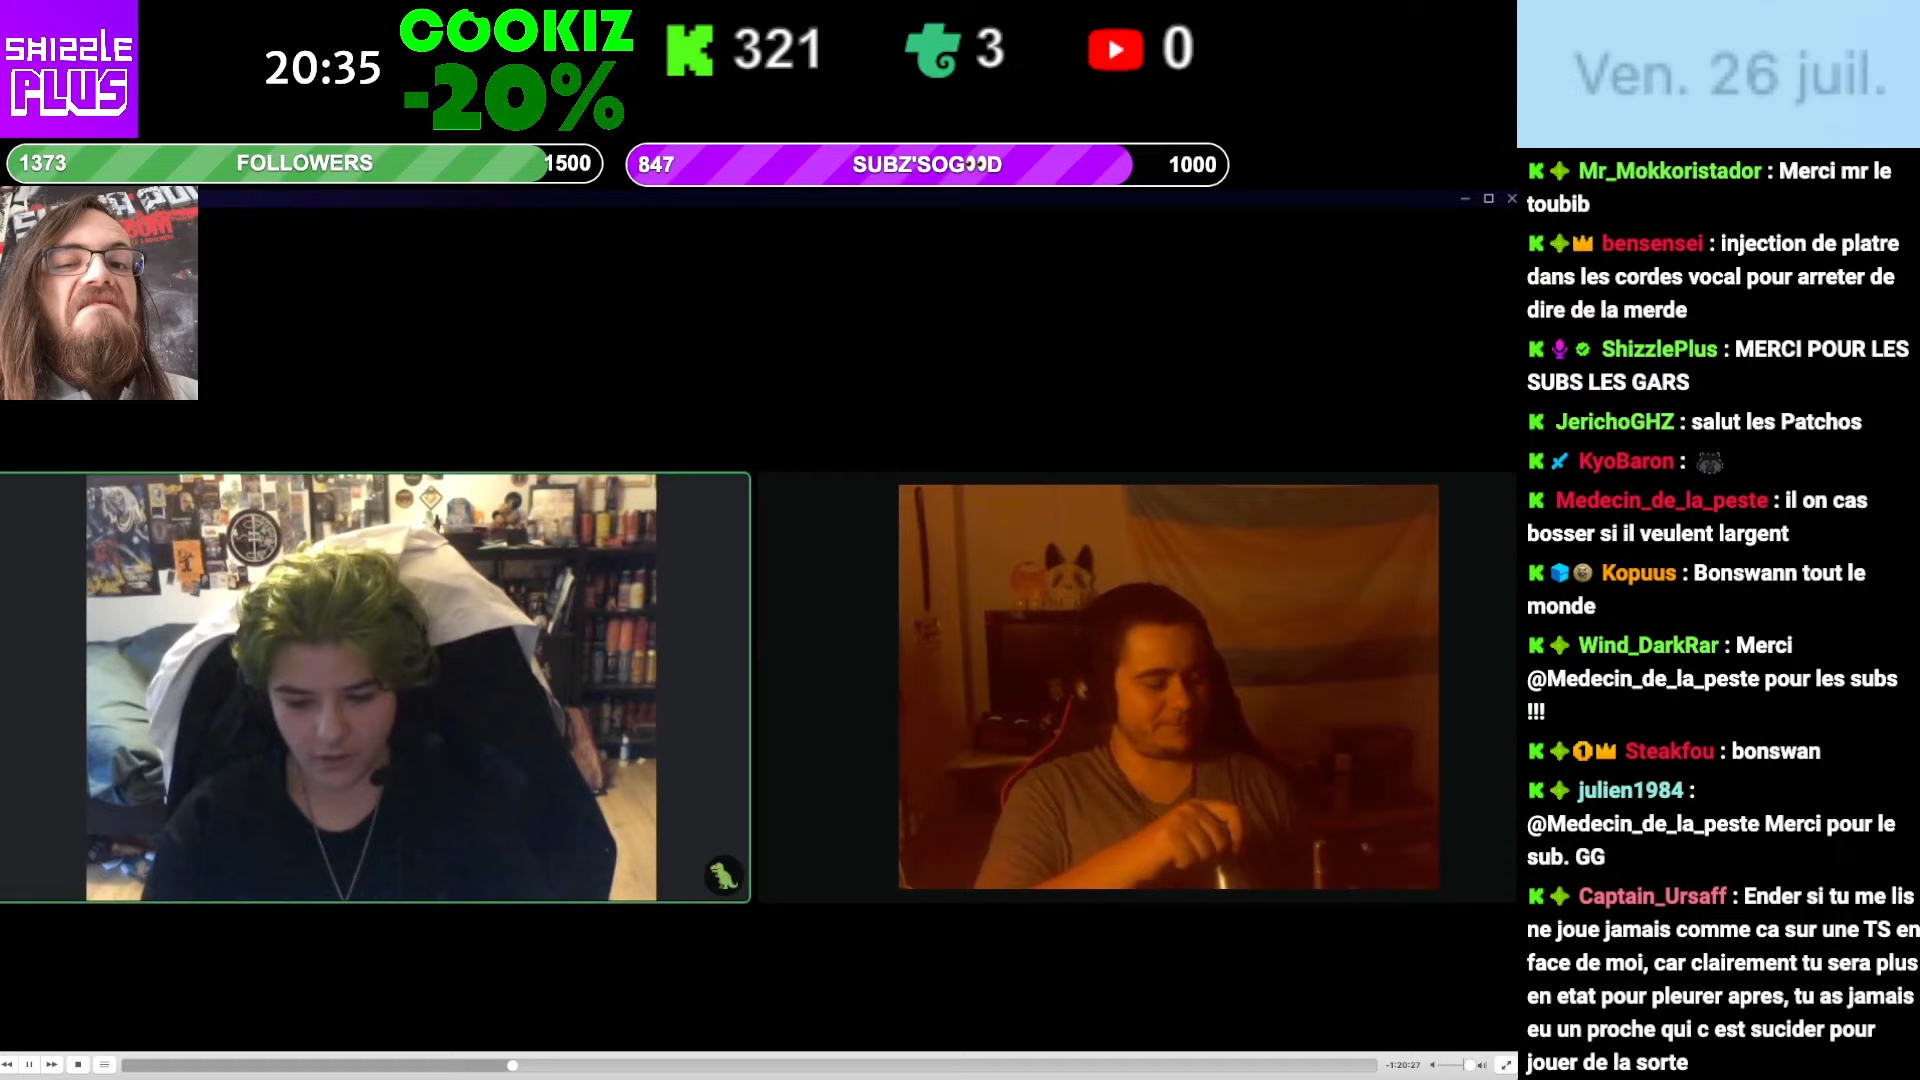 SHIZZLE
PLUS
20:35
COOKIZ
-20%
321
3
0
Ven. 26 juil.
1373 FOLLOWERS 1500
847 SUBZ'SOG👀D 1000
Mr_Mokkoristador : Merci mr le
toubib
bensensei : injection de platre
dans les cordes vocal pour arreter de
dire de la merde
ShizzlePlus : MERCI POUR LES
SUBS LES GARS
JerichoGHZ : salut les Patchos
KyoBaron :
Medecin_de_la_peste : il on cas
bosser si il veulent largent
Kopuus : Bonswann tout le
monde
Wind_DarkRar : Merci
@Medecin_de_la_peste pour les subs
!!!
Steakfou : bonswan
julien1984 :
@Medecin_de_la_peste Merci pour le
sub. GG
Captain_Ursaff : Ender si tu me lis
ne joue jamais comme ca sur une TS en
face de moi, car clairement tu sera plus
en etat pour pleurer apres, tu as jamais
eu un proche qui c est sucider pour
jouer de la sorte
-1:20:27